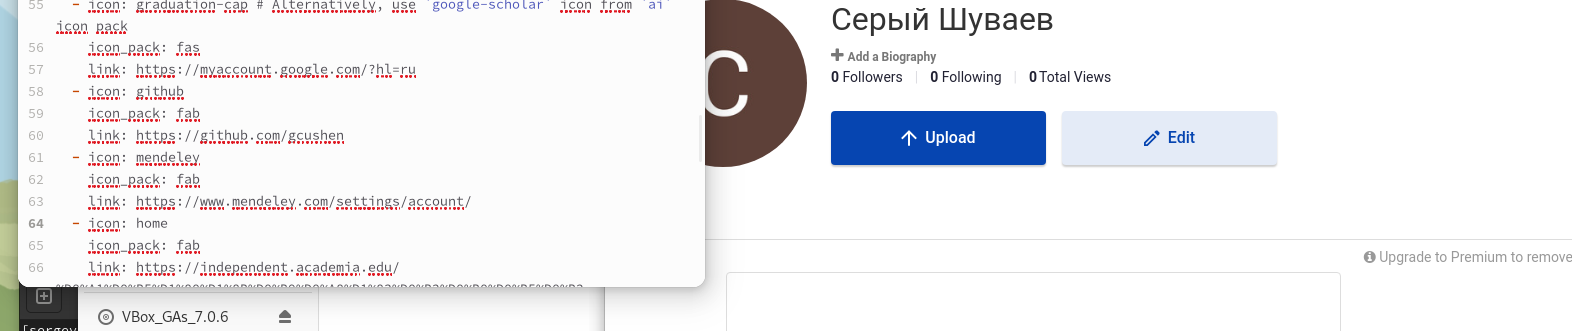 55 - icon: graduation-cap # Alternatively, use `google-scholar` icon from `ai`
icon pack
56 icon_pack: fas
57 link: https://myaccount.google.com/?hl=ru
58 - icon: github
59 icon_pack: fab
60 link: https://github.com/gcushen
61 - icon: mendeley
62 icon_pack: fab
63 link: https://www.mendeley.com/settings/account/
64 - icon: home
65 icon_pack: fab
66 link: https://independent.academia.edu/
VBox_GAs_7.0.6
C
Серый Шуваев
Add a Biography
0 Followers 0 Following 0 Total Views
Upload Edit
Upgrade to Premium to remove